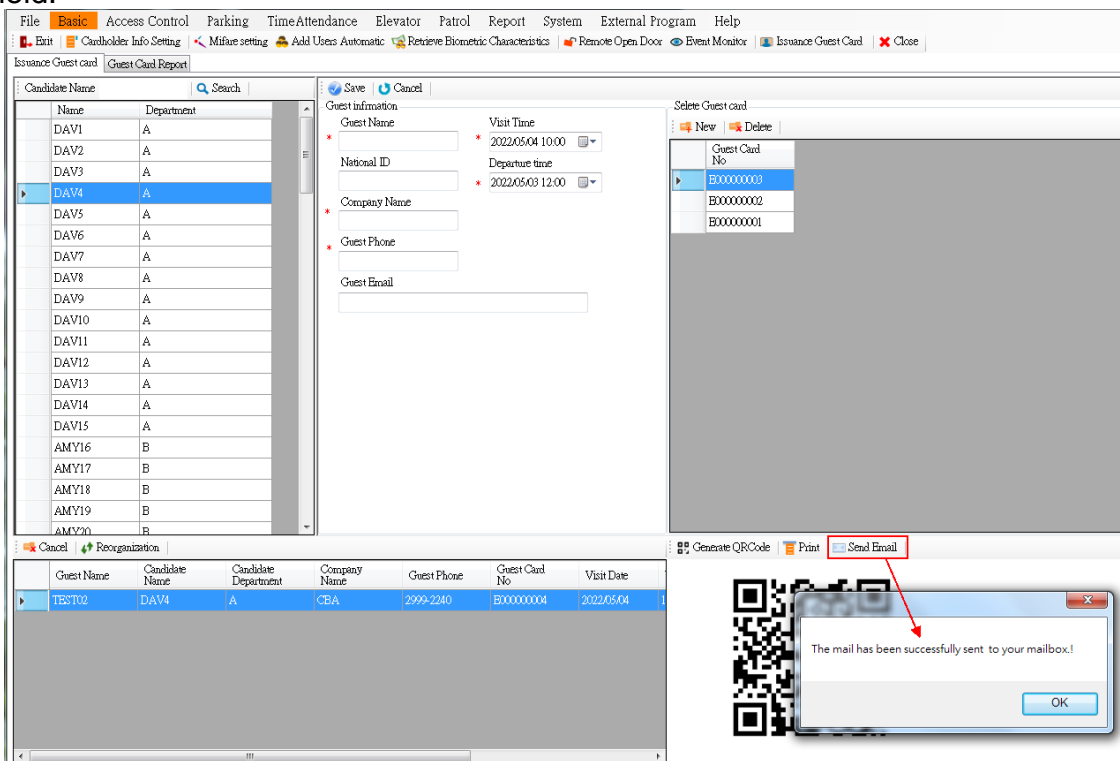 File Basic Access Control Parking TimeAttendance Elevator Patrol Report System External Program Help
Exit Cardholder Info Setting Mifare setting Add Users Automatic Retrieve Biometric Characteristics Remote Open Door Event Monitor Issuance Guest Card Close
Issuance Guest card Guest Card Report
Candidate Name Search
Name Department
DAV1 A
DAV2 A
DAV3 A
DAV4 A
DAV5 A
DAV6 A
DAV7 A
DAV8 A
DAV9 A
DAV10 A
DAV11 A
DAV12 A
DAV13 A
DAV14 A
DAV15 A
AMY16 B
AMY17 B
AMY18 B
AMY19 B
AMY20 B
Save Cancel
Guest infirmation
Guest Name Visit Time
* * 2022/05/04 10:00
National ID Departure time
* 2022/05/03 12:00
Company Name
*
Guest Phone
*
Guest Email
Selete Guest card
New Delete
Guest Card
No
E000000003
E000000002
E000000001
Cancel Reorganization
Guest Name Candidate Name Candidate Department Company Name Guest Phone Guest Card No Visit Date
TEST02 DAV4 A CBA 2999-2240 E000000004 2022/05/04 1
Generate QRCode Print Send Email
The mail has been successfully sent to your mailbox.!
OK